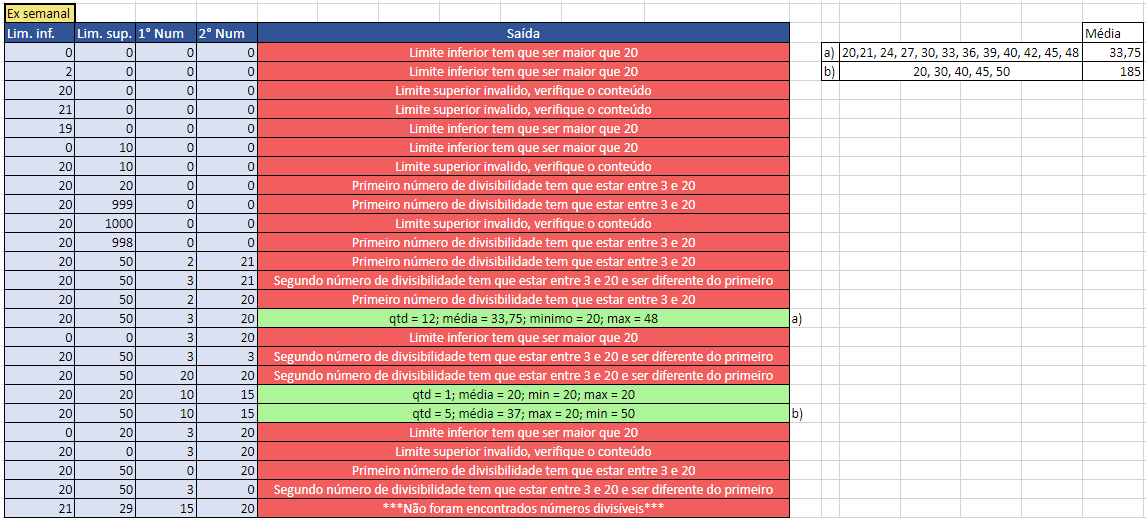 Ex semanal
Média
Lim. inf. Lim. sup. 1° Num 2° Num Saída
0 0 0 0 Limite inferior tem que ser maior que 20 a) 20,21, 24, 27, 30, 33, 36, 39, 40, 42, 45, 48 33,75
2 0 0 0 Limite inferior tem que ser maior que 20 b) 20, 30, 40, 45, 50 185
20 0 0 0 Limite superior invalido, verifique o conteúdo
21 0 0 0 Limite superior invalido, verifique o conteúdo
19 0 0 0 Limite inferior tem que ser maior que 20
0 10 0 0 Limite inferior tem que ser maior que 20
20 10 0 0 Limite superior invalido, verifique o conteúdo
20 20 0 0 Primeiro número de divisibilidade tem que estar entre 3 e 20
20 999 0 0 Primeiro número de divisibilidade tem que estar entre 3 e 20
20 1000 0 0 Limite superior invalido, verifique o conteúdo
20 998 0 0 Primeiro número de divisibilidade tem que estar entre 3 e 20
20 50 2 21 Primeiro número de divisibilidade tem que estar entre 3 e 20
20 50 3 21 Segundo número de divisibilidade tem que estar entre 3 e 20 e ser diferente do primeiro
20 50 2 20 Primeiro número de divisibilidade tem que estar entre 3 e 20
20 50 3 20 qtd = 12; média = 33,75; minimo = 20; max = 48 a)
0 0 3 20 Limite inferior tem que ser maior que 20
20 50 3 3 Segundo número de divisibilidade tem que estar entre 3 e 20 e ser diferente do primeiro
20 50 20 20 Segundo número de divisibilidade tem que estar entre 3 e 20 e ser diferente do primeiro
20 20 10 15 qtd = 1; média = 20; min = 20; max = 20
20 50 10 15 qtd = 5; média = 37; max = 20; min = 50 b)
0 20 3 20 Limite inferior tem que ser maior que 20
20 0 3 20 Limite superior invalido, verifique o conteúdo
20 50 0 20 Primeiro número de divisibilidade tem que estar entre 3 e 20
20 50 3 0 Segundo número de divisibilidade tem que estar entre 3 e 20 e ser diferente do primeiro
21 29 15 20 ***Não foram encontrados números divisíveis***